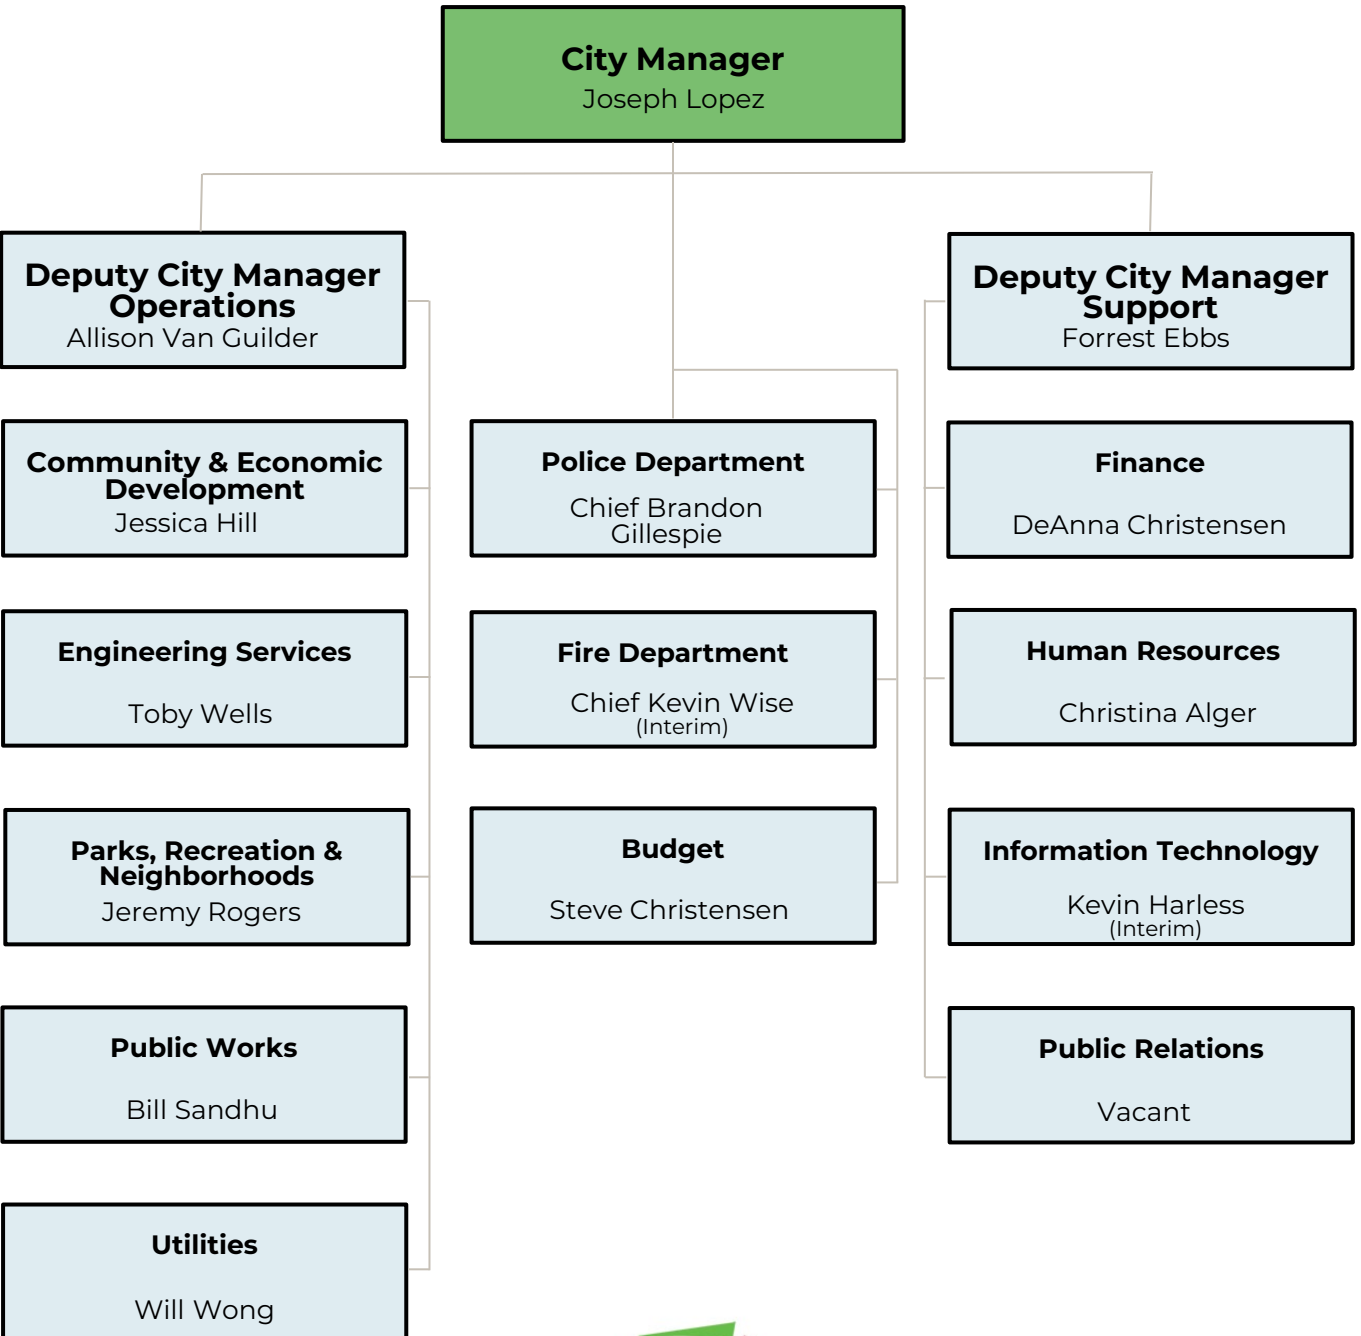 City Manager
Joseph Lopez
Deputy City Manager
Operations
Allison Van Guilder
Deputy City Manager
Support
Forrest Ebbs
Community & Economic
Development
Jessica Hill
Police Department
Chief Brandon
Gillespie
Finance
DeAnna Christensen
Engineering Services
Toby Wells
Fire Department
Chief Kevin Wise
(Interim)
Human Resources
Christina Alger
Parks, Recreation &
Neighborhoods
Jeremy Rogers
Budget
Steve Christensen
Information Technology
Kevin Harless
(Interim)
Public Works
Bill Sandhu
Public Relations
Vacant
Utilities
Will Wong